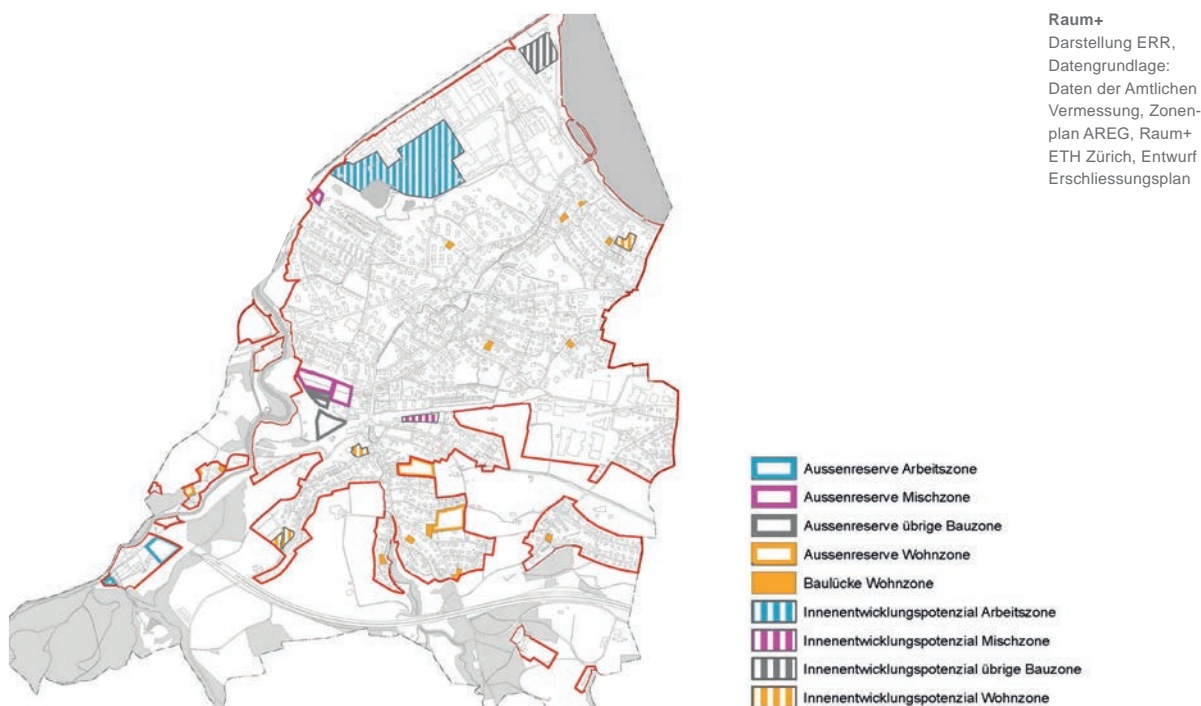 Raum+
Darstellung ERR,
Datengrundlage:
Daten der Amtlichen
Vermessung, Zonen-
plan AREG, Raum+
ETH Zürich, Entwurf
Erschliessungsplan
Aussenreserve Arbeitszone
Aussenreserve Mischzone
Aussenreserve übrige Bauzone
Aussenreserve Wohnzone
Baulücke Wohnzone
Innenentwicklungspotenzial Arbeitszone
Innenentwicklungspotenzial Mischzone
Innenentwicklungspotenzial übrige Bauzone
Innenentwicklungspotenzial Wohnzone